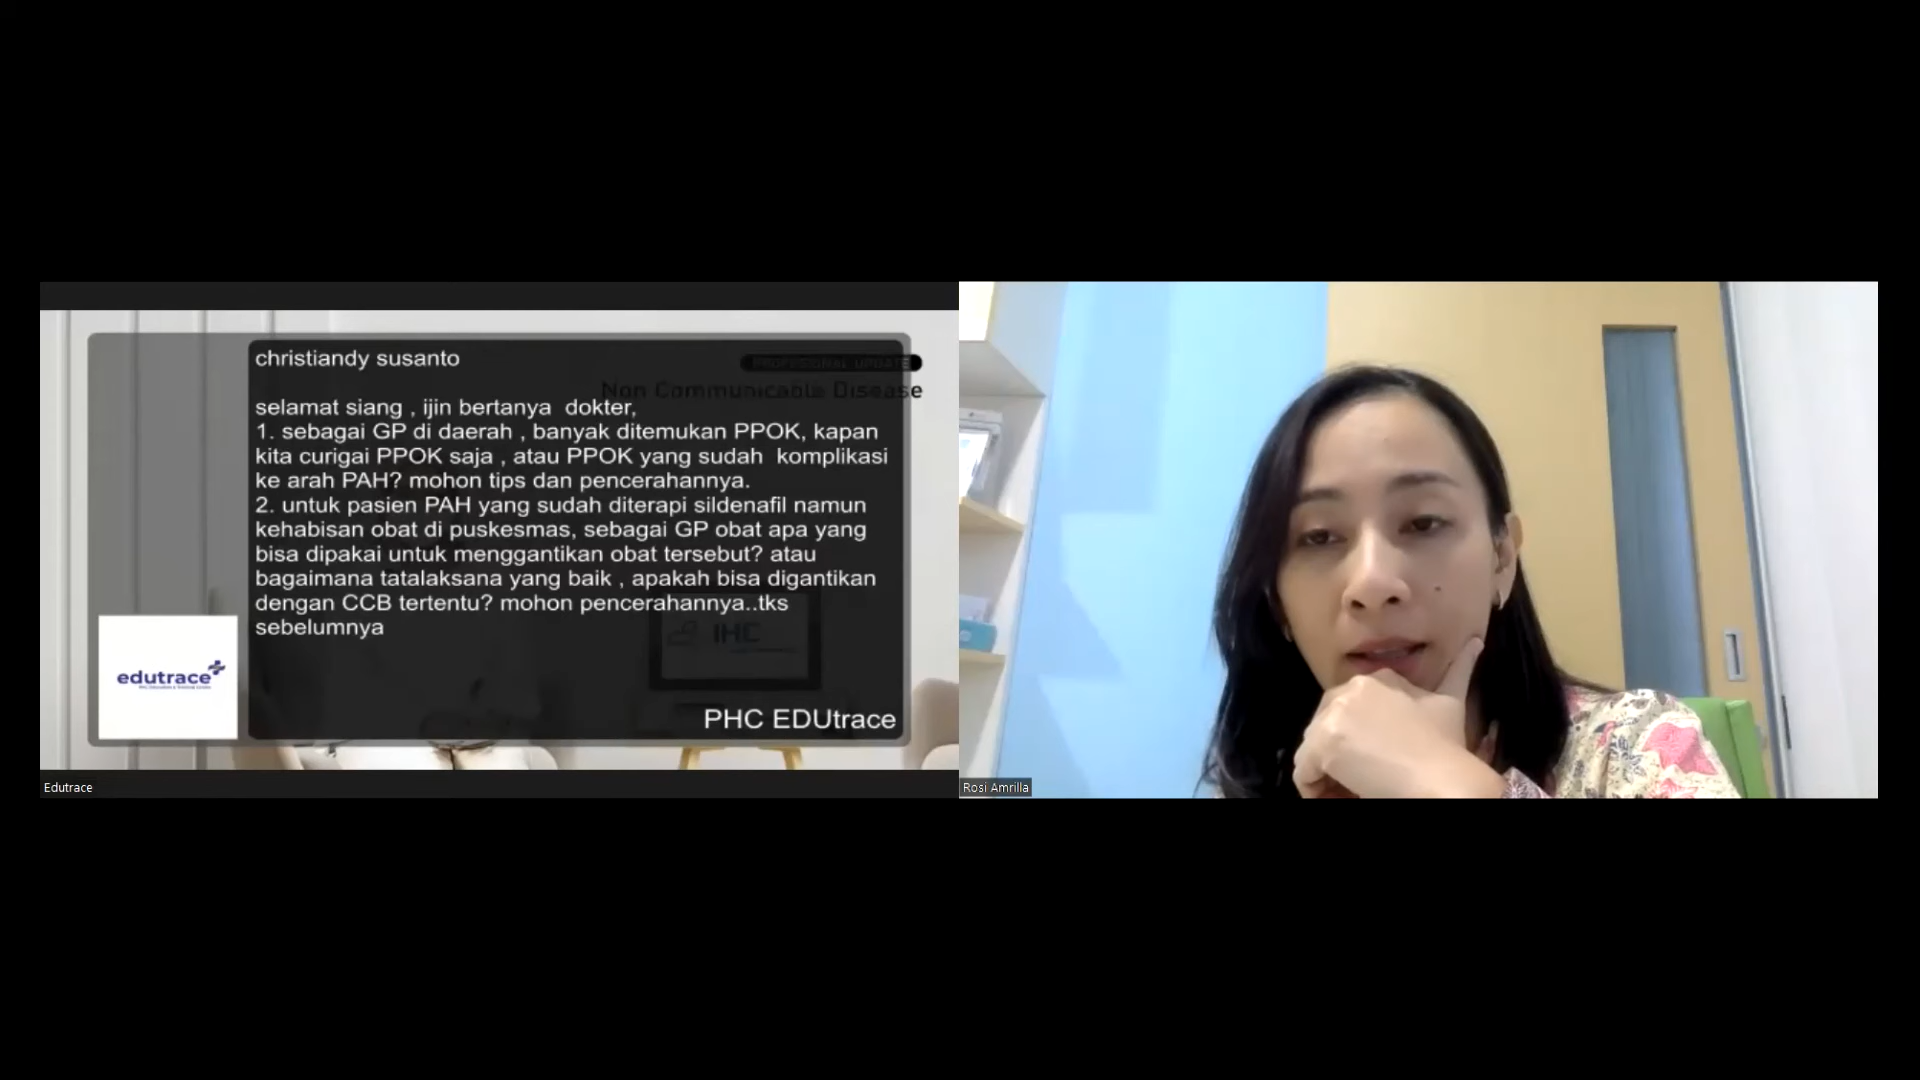 christiandy susanto
PROFESSIONAL UPDATE
Non Communicable Disease
selamat siang , ijin bertanya dokter,
1. sebagai GP di daerah , banyak ditemukan PPOK, kapan
kita curigai PPOK saja , atau PPOK yang sudah komplikasi
ke arah PAH? mohon tips dan pencerahannya.
2. untuk pasien PAH yang sudah diterapi sildenafil namun
kehabisan obat di puskesmas, sebagai GP obat apa yang
bisa dipakai untuk menggantikan obat tersebut? atau
bagaimana tatalaksana yang baik , apakah bisa digantikan
dengan CCB tertentu? mohon pencerahannya..tks
sebelumnya
IHC
edutrace
PHC EDUtrace
Edutrace
Rosi Amrilla